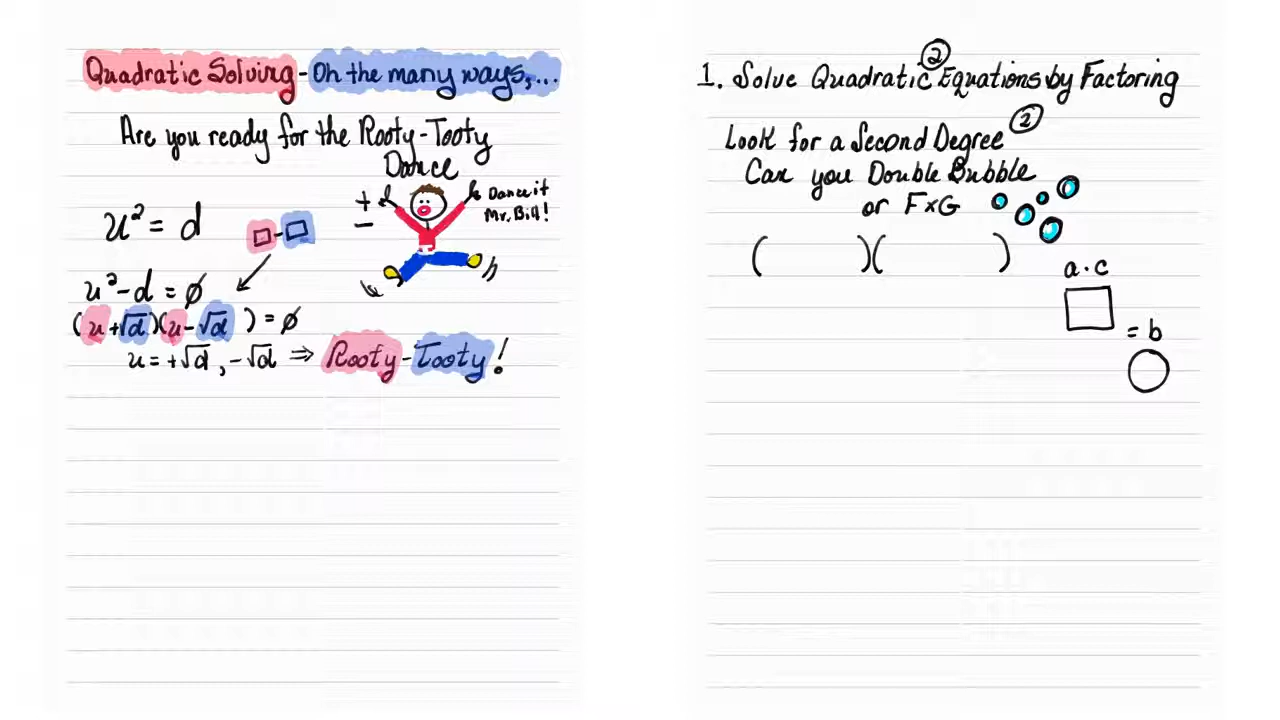 Quadratic Solving - Oh the many ways,...
Are you ready for the Rooty-Tooty
Dance
+
−
Dance it
Mr. Bill!
u² = d
□-□
u²-d = ∅
(u+√d)(u-√d) = ∅
u = +√d, -√d ⇒ Rooty-Tooty!
②
1. Solve Quadratic Equations by Factoring
Look for a Second Degree ②
Can you Double Bubble
or FxG
( )( )
a·c
= b